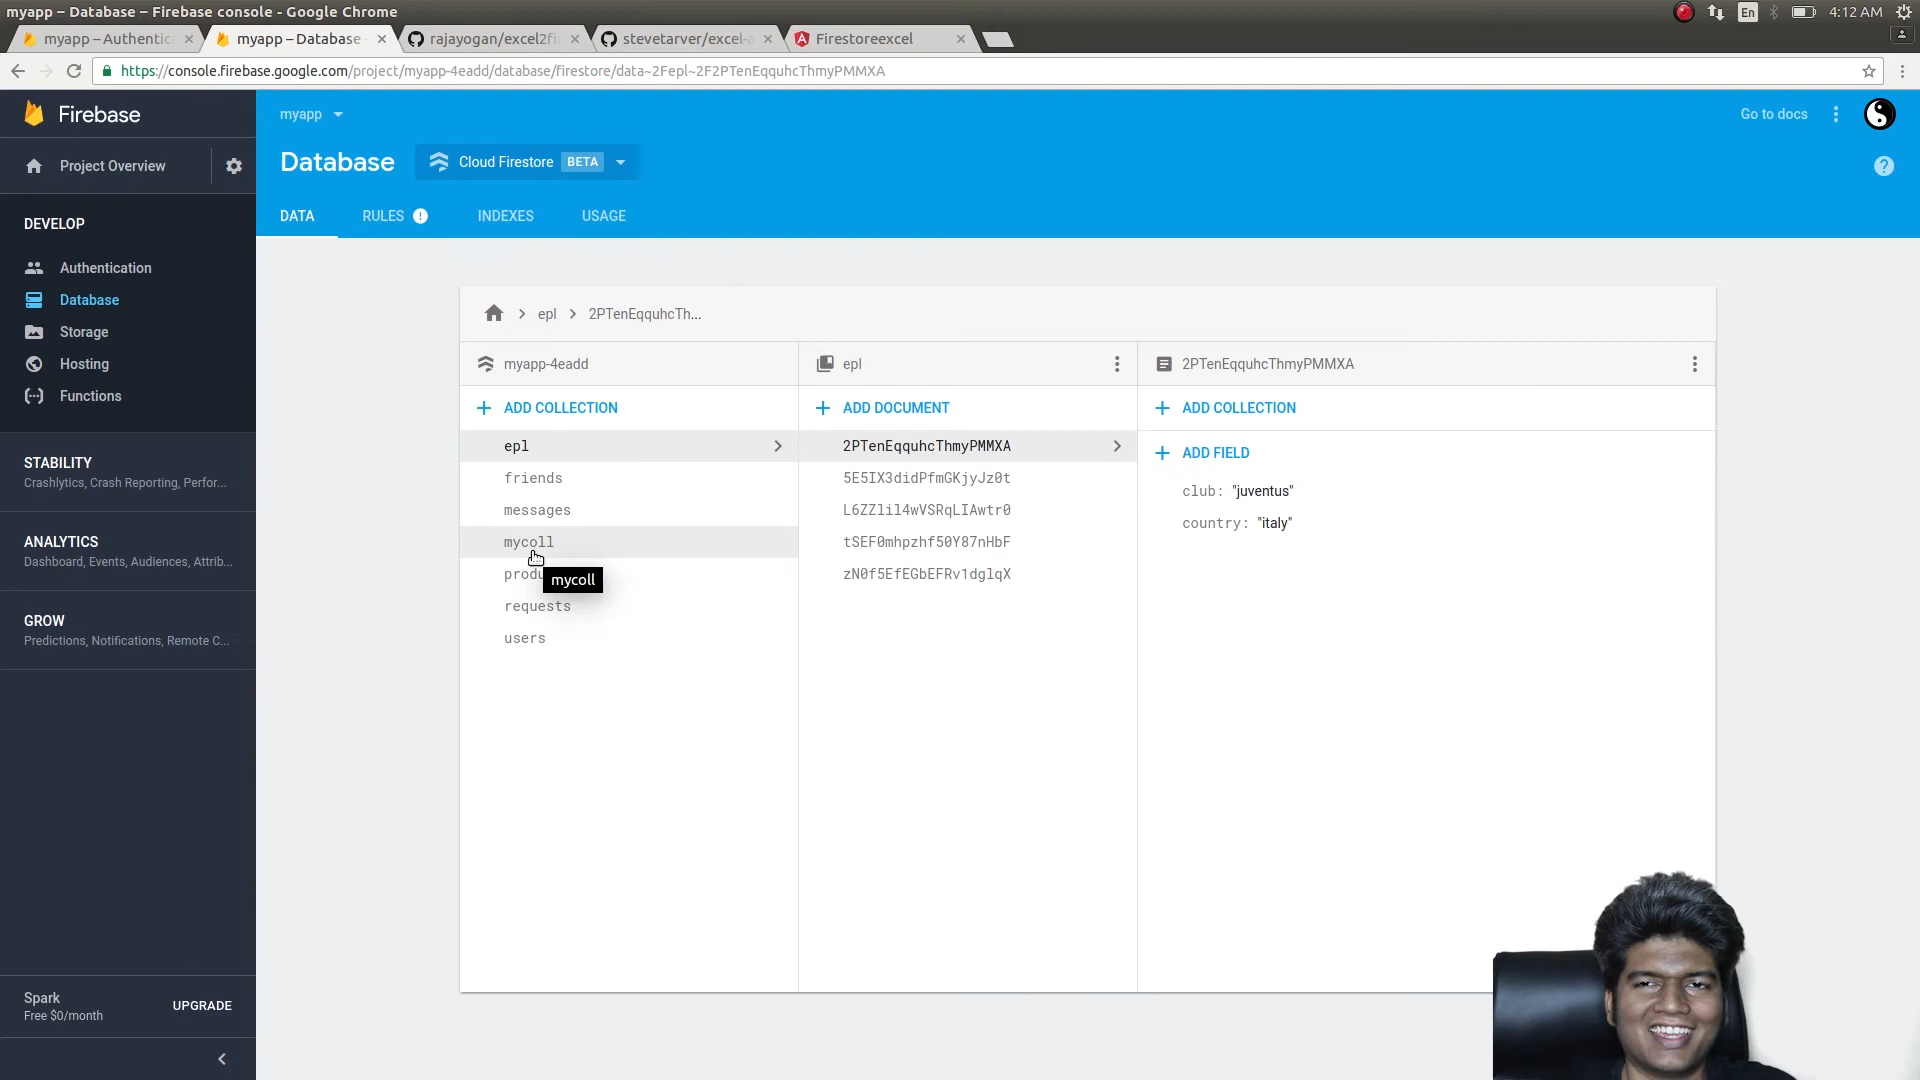 myapp – Database – Firebase console - Google Chrome
En
4:12 AM
myapp – Authentic
myapp – Database
rajayogan/excel2fi
stevetarver/excel-
Firestoreexcel
https://console.firebase.google.com/project/myapp-4eadd/database/firestore/data~2Fepl~2F2PTenEqquhcThmyPMMXA
Firebase
myapp
Go to docs
Project Overview
Database
Cloud Firestore BETA
?
DATA
RULES !
INDEXES
USAGE
DEVELOP
Authentication
Database
Storage
Hosting
Functions
STABILITY
Crashlytics, Crash Reporting, Perfor...
ANALYTICS
Dashboard, Events, Audiences, Attrib...
GROW
Predictions, Notifications, Remote C...
Spark
Free $0/month
UPGRADE
epl
2PTenEqquhcTh...
myapp-4eadd
ADD COLLECTION
epl
friends
messages
mycoll
produ
mycoll
requests
users
epl
ADD DOCUMENT
2PTenEqquhcThmyPMMXA
5E5IX3didPfmGKjyJz0t
L6ZZlil4wVSRqLIAwtr0
tSEF0mhpzhf50Y87nHbF
zN0f5EfEGbEFRv1dglqX
2PTenEqquhcThmyPMMXA
ADD COLLECTION
ADD FIELD
club: "juventus"
country: "italy"